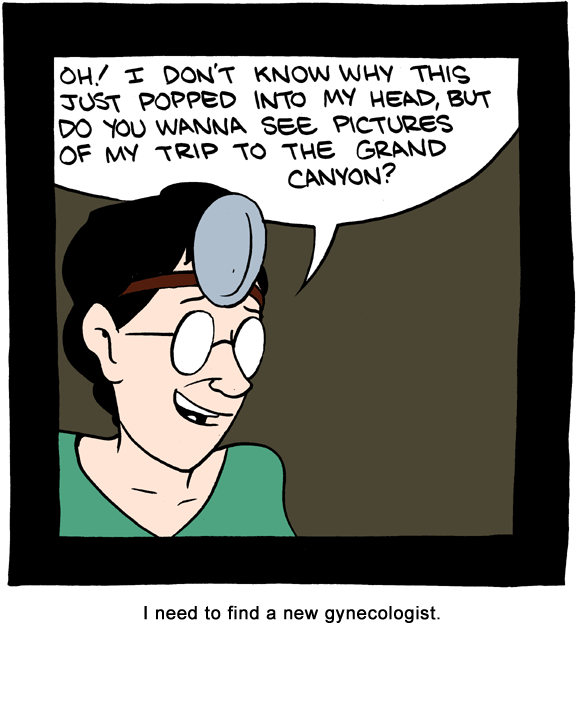 OH! I DON'T KNOW WHY THIS
JUST POPPED INTO MY HEAD, BUT
DO YOU WANNA SEE PICTURES
OF MY TRIP TO THE GRAND
CANYON?
I need to find a new gynecologist.